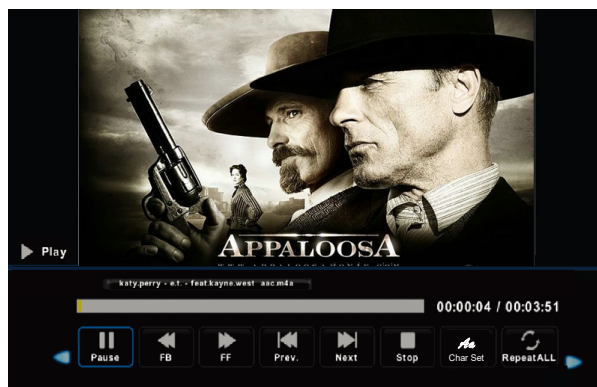 APPALOOSA
Play
katy.perry - e.t. - feat.kayne.west aac.m4a
00:00:04 / 00:03:51
Pause
FB
FF
Prev.
Next
Stop
Aa
Char Set
RepeatALL